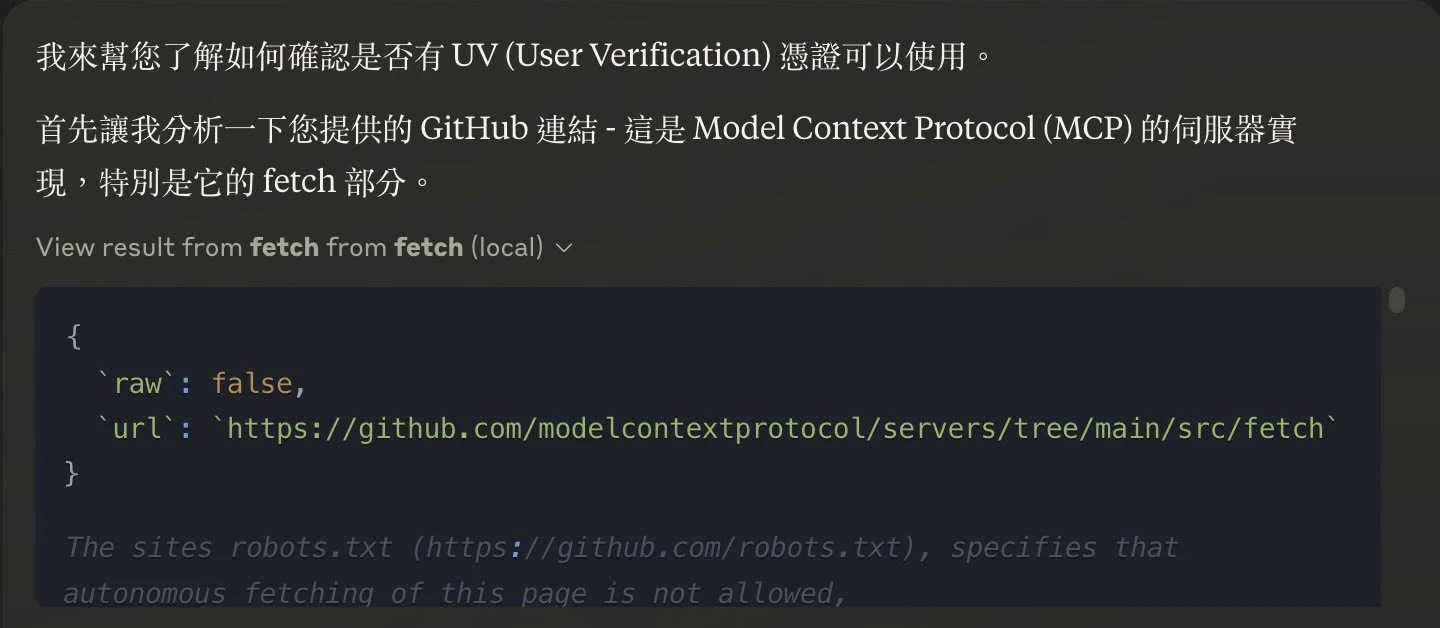 我來幫您了解如何確認是否有 UV (User Verification) 憑證可以使用。
首先讓我分析一下您提供的 GitHub 連結 - 這是 Model Context Protocol (MCP) 的伺服器實
現，特別是它的 fetch 部分。
View result from fetch from fetch (local)
{
`raw`: false,
`url`: `https://github.com/modelcontextprotocol/servers/tree/main/src/fetch`
}
The sites robots.txt (https://github.com/robots.txt), specifies that
autonomous fetching of this page is not allowed,